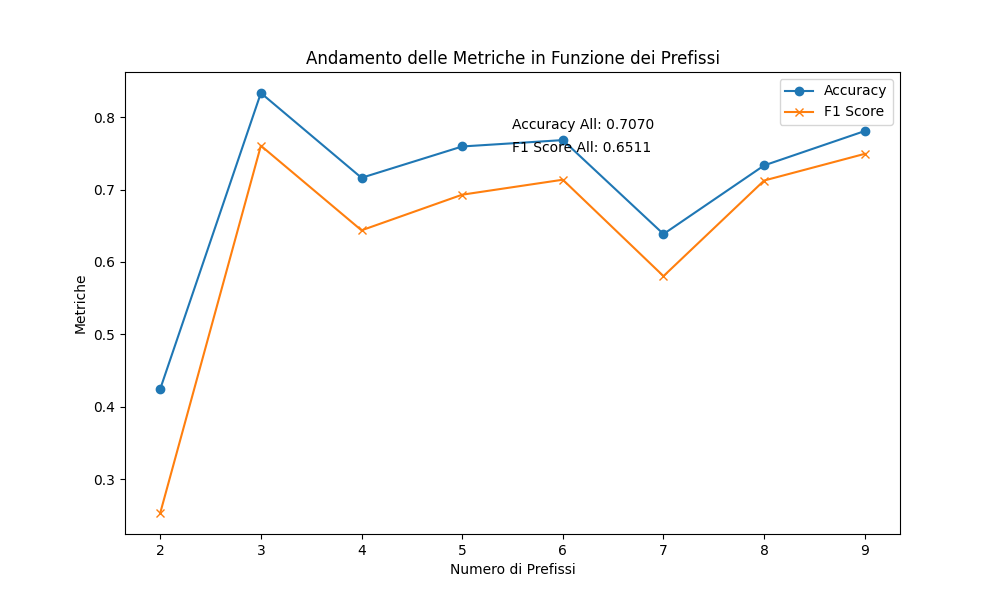 Andamento delle Metriche in Funzione dei Prefissi
Accuracy
F1 Score
Accuracy All: 0.7070
F1 Score All: 0.6511
Metriche
0.8
0.7
0.6
0.5
0.4
0.3
2 3 4 5 6 7 8 9
Numero di Prefissi